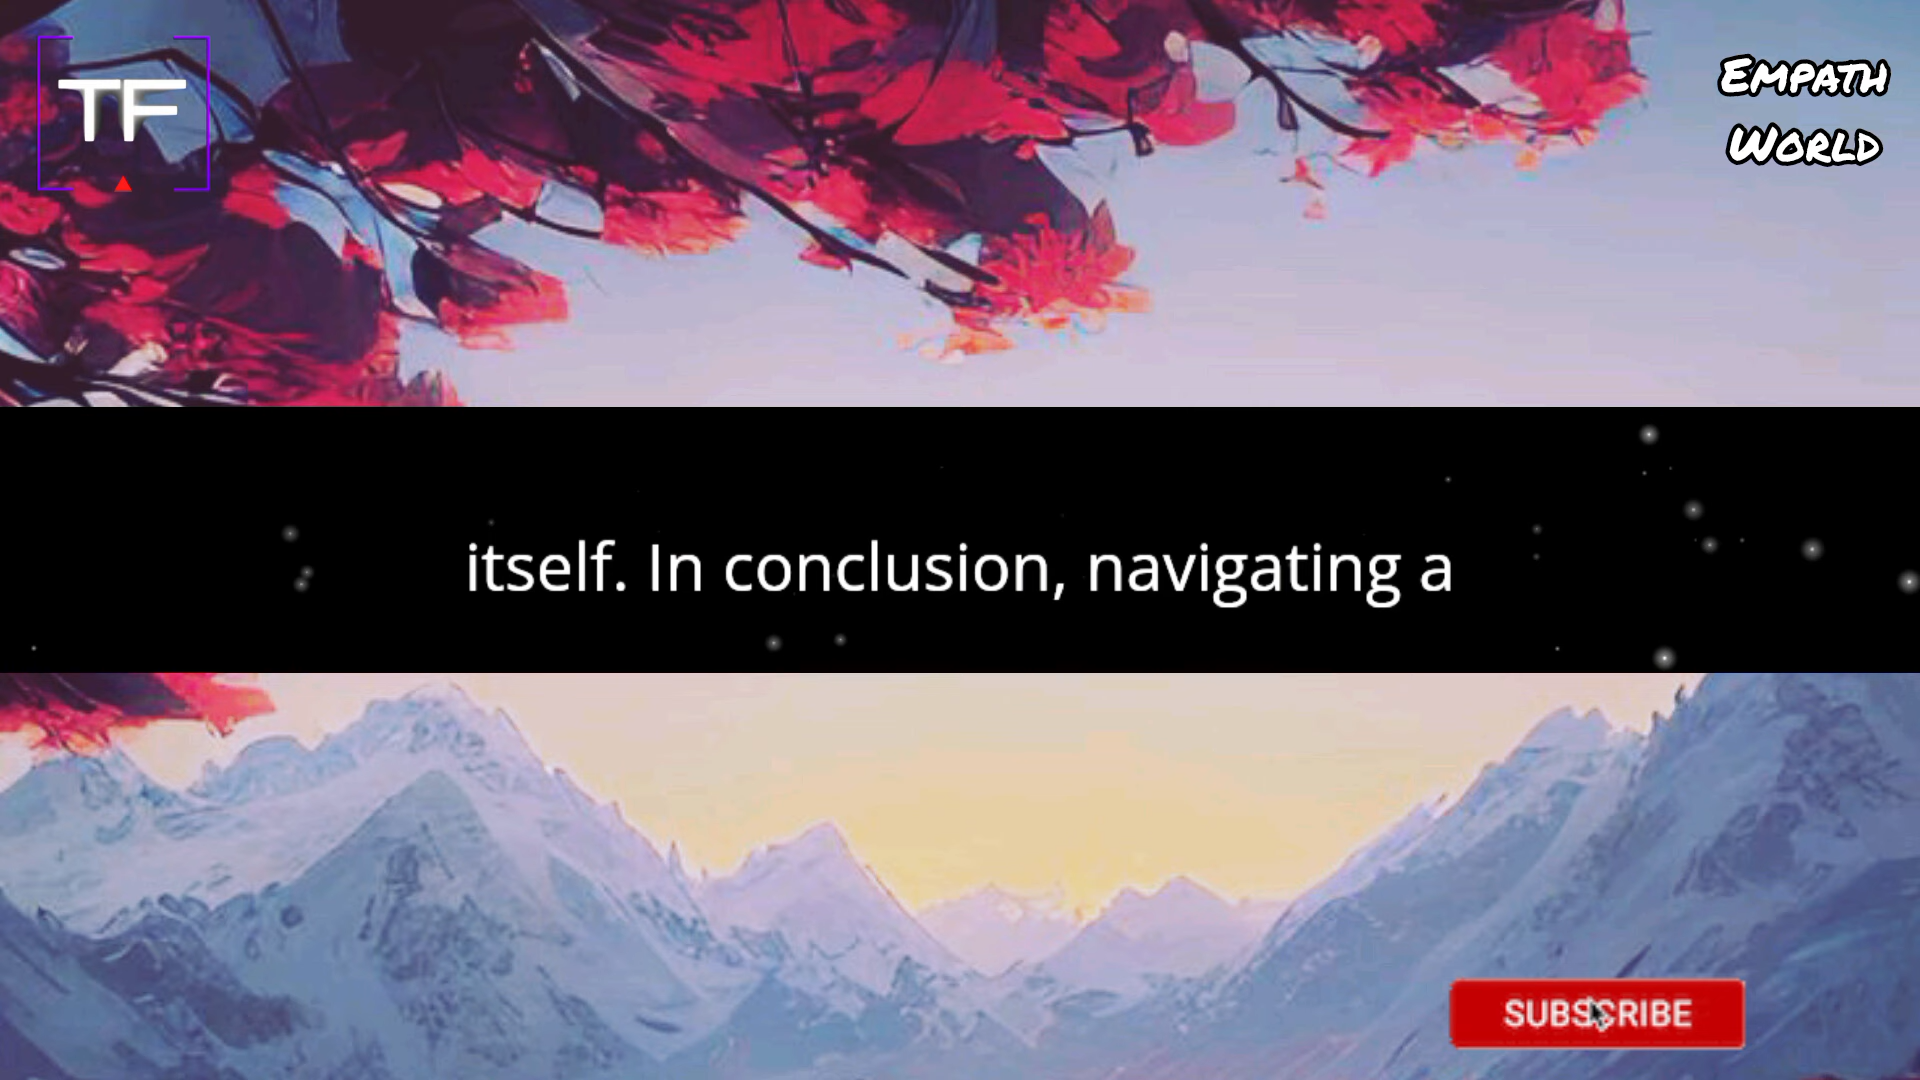 TF
Empath
World
itself. In conclusion, navigating a
SUBSCRIBE